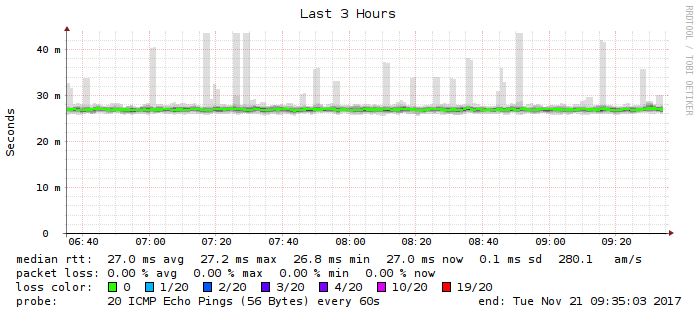 Last 3 Hours
RRDTOOL / TOBI OETIKER
Seconds
40 m
30 m
20 m
10 m
0
06:40 07:00 07:20 07:40 08:00 08:20 08:40 09:00 09:20
median rtt: 27.0 ms avg 27.2 ms max 26.8 ms min 27.0 ms now 0.1 ms sd 280.1 am/s
packet loss: 0.00 % avg 0.00 % max 0.00 % min 0.00 % now
loss color: 0 1/20 2/20 3/20 4/20 10/20 19/20
probe: 20 ICMP Echo Pings (56 Bytes) every 60s end: Tue Nov 21 09:35:03 2017